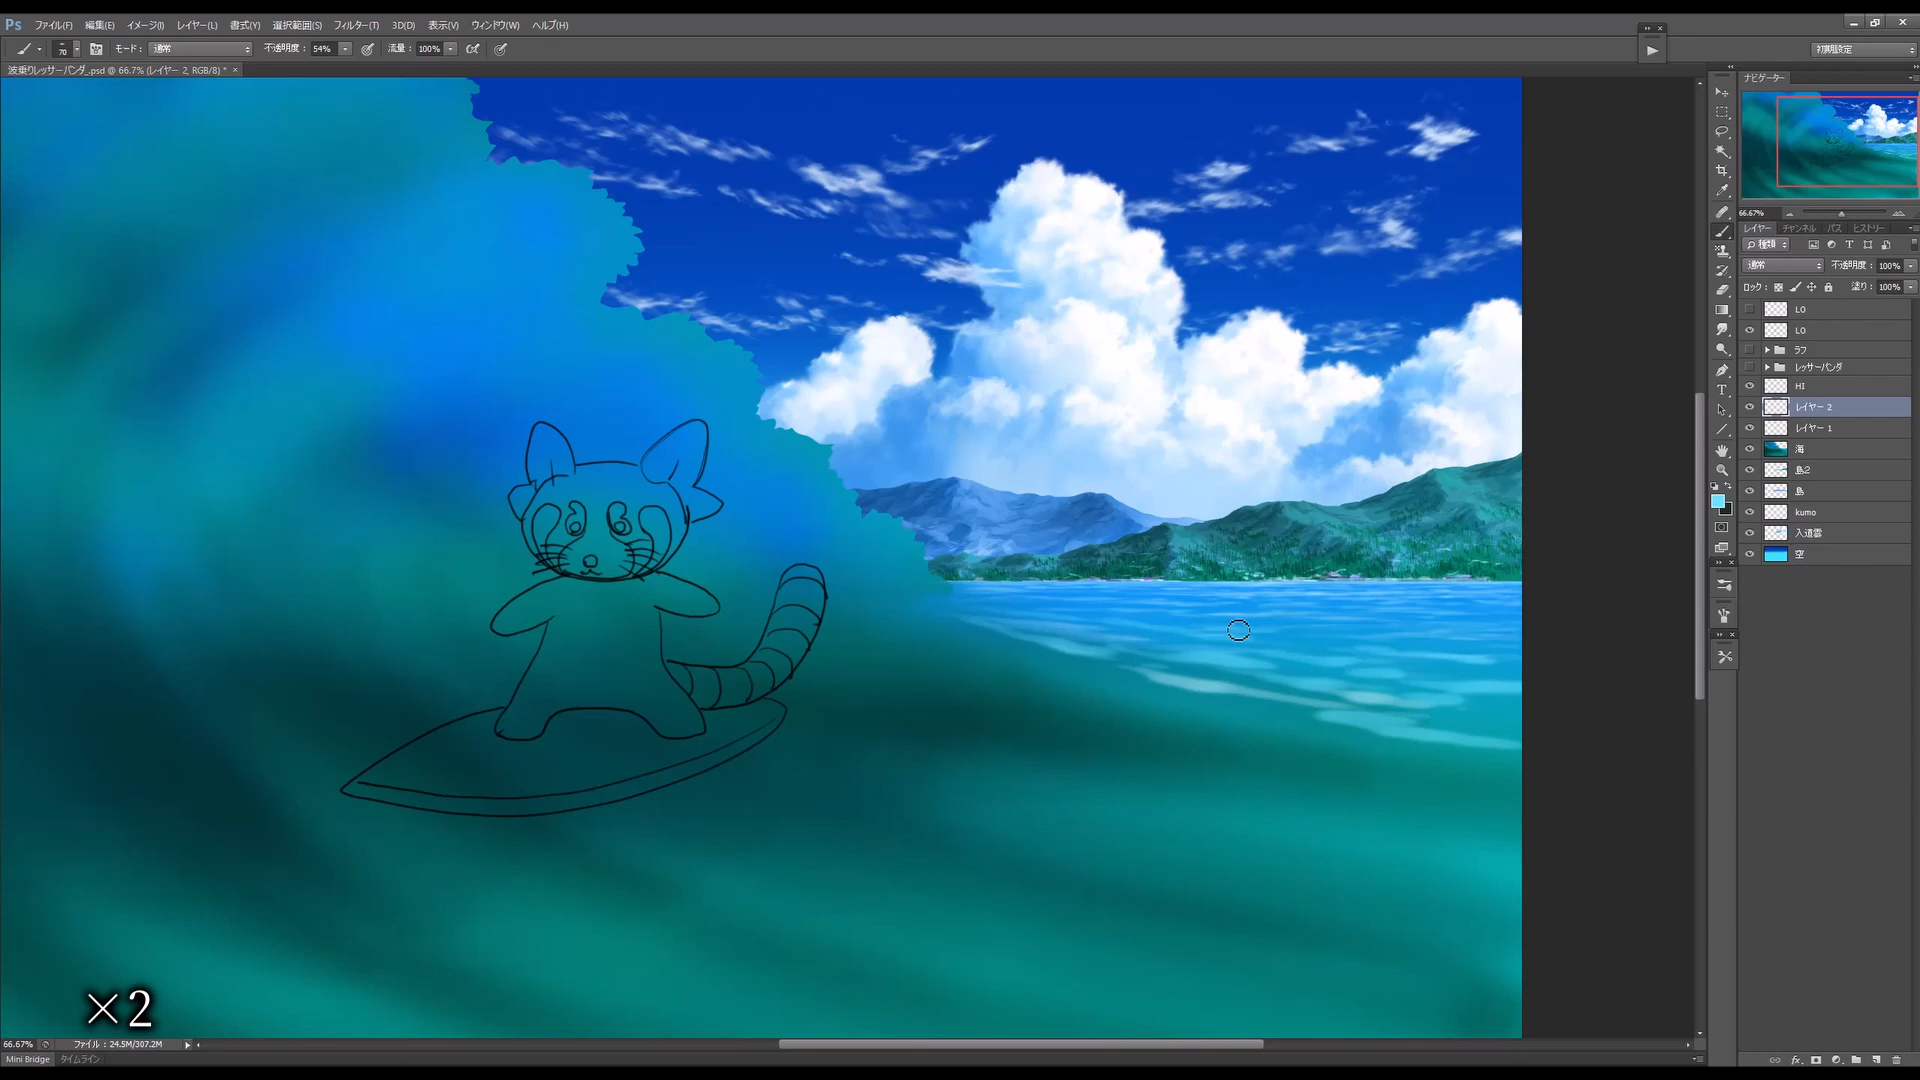 Ps ファイル(F) 編集(E) イメージ(I) レイヤー(L) 書式(Y) 選択範囲(S) フィルター(T) 3D(D) 表示(V) ウィンドウ(W) ヘルプ(H)
70 モード: 通常 不透明度: 54% 流量: 100% 初期設定
波乗りレッサーパンダ_.psd @ 66.7% (レイヤー 2, RGB/8) * ×
ナビゲーター
66.67%
レイヤー チャンネル パス ヒストリー
種類
通常 不透明度: 100%
ロック: 塗り: 100%
LO
LO
ラフ
レッサーパンダ
HI
レイヤー 2
レイヤー 1
海
島2
島
kumo
入道雲
空
×2
66.67% ファイル: 24.5M/307.2M
Mini Bridge タイムライン